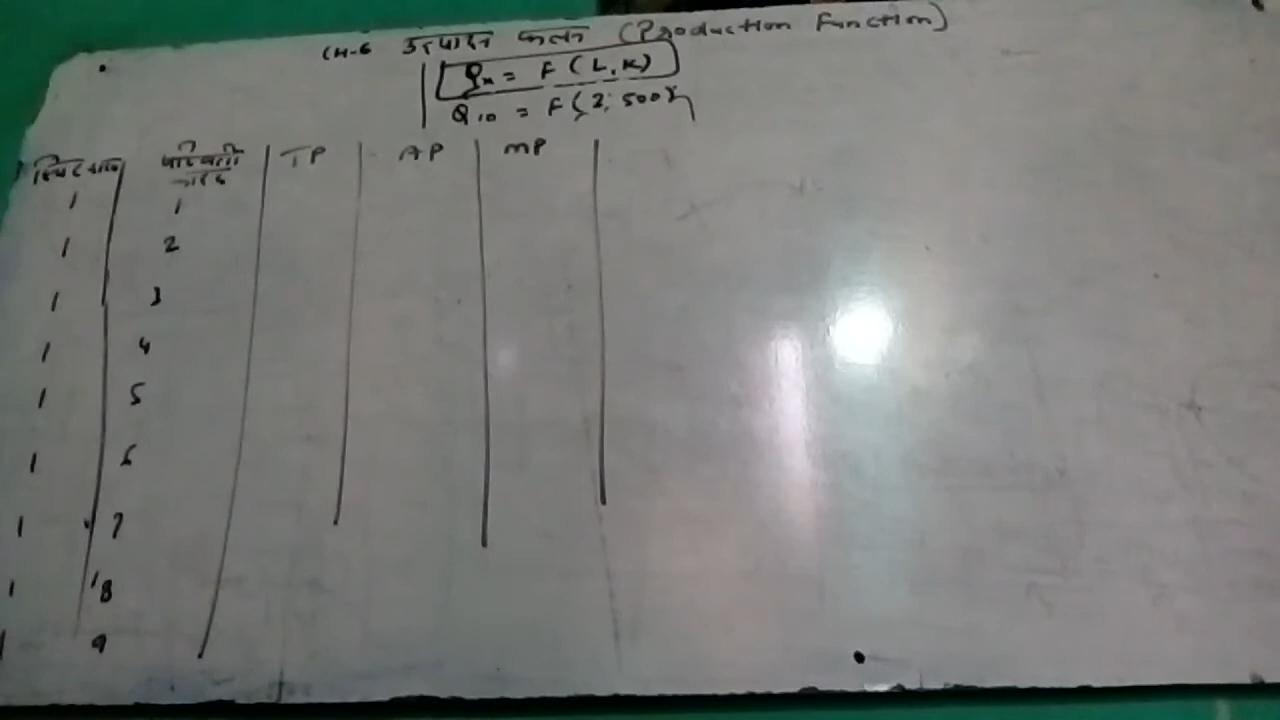 CH-6 उत्पादन फलन (Production Function)
Qx = F (L, K)
Q10 = F {2, 500}
स्थिर साधन परिवर्ती TP AP MP
1 1
1 2
1 3
1 4
1 5
1 6
1 7
1 8
1 9